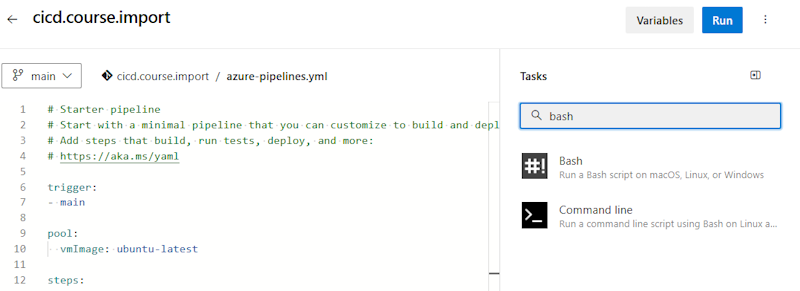 cicd.course.import
Variables
Run
main
cicd.course.import / azure-pipelines.yml
1 # Starter pipeline
2 # Start with a minimal pipeline that you can customize to build and depl
3 # Add steps that build, run tests, deploy, and more:
4 # https://aka.ms/yaml
5
6 trigger:
7 - main
8
9 pool:
10   vmImage: ubuntu-latest
11
12 steps:
Tasks
bash
#!
Bash
Run a Bash script on macOS, Linux, or Windows
Command line
Run a command line script using Bash on Linux a...